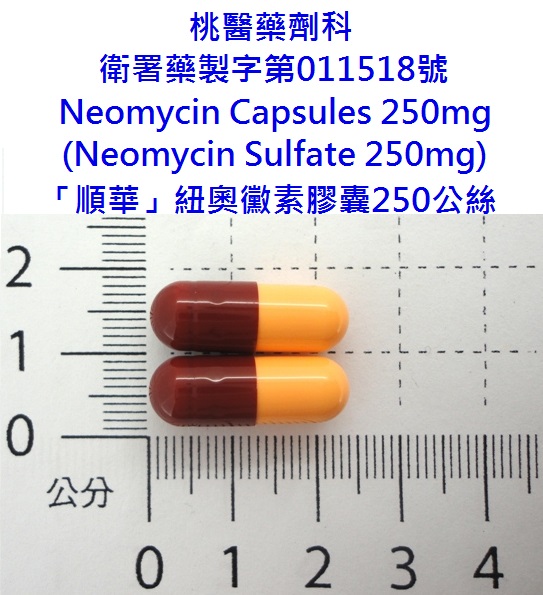 桃醫藥劑科
衛署藥製字第011518號
Neomycin Capsules 250mg
(Neomycin Sulfate 250mg)
「順華」紐奧黴素膠囊250公絲
2
1
0
公分
0 1 2 3 4